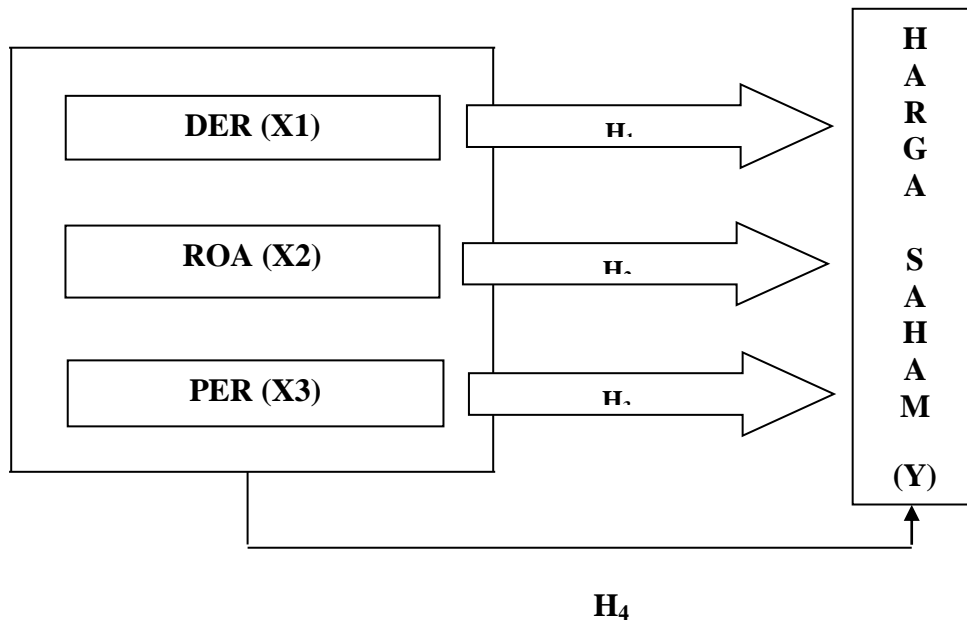 DER (X1)
ROA (X2)
PER (X3)
H
A
R
G
A
S
A
H
A
M
(Y)
H₄